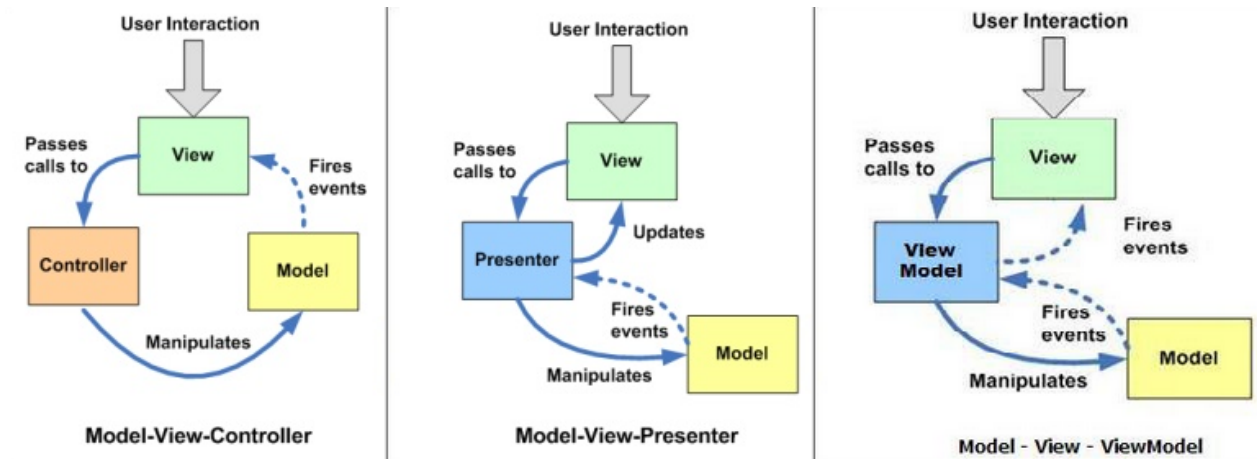 User Interaction
View
Passes
calls to
Fires
events
Controller
Model
Manipulates
Model-View-Controller
User Interaction
View
Passes
calls to
Updates
Presenter
Fires
events
Model
Manipulates
Model-View-Presenter
User Interaction
View
Passes
calls to
Fires
events
VIew
Model
Fires
events
Model
Manipulates
Model - View - ViewModel